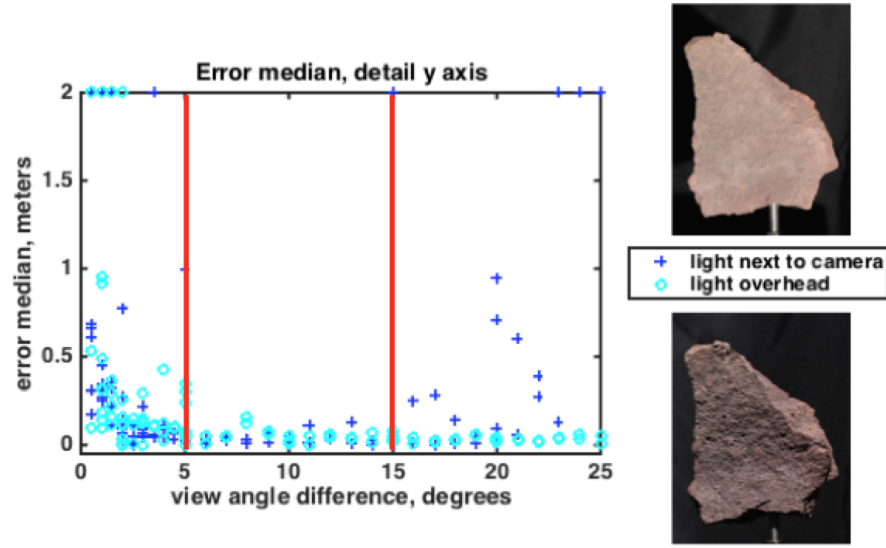 Error median, detail y axis
error median, meters
2
1.5
1
0.5
0
0
5
10
15
20
25
view angle difference, degrees
light next to camera
light overhead